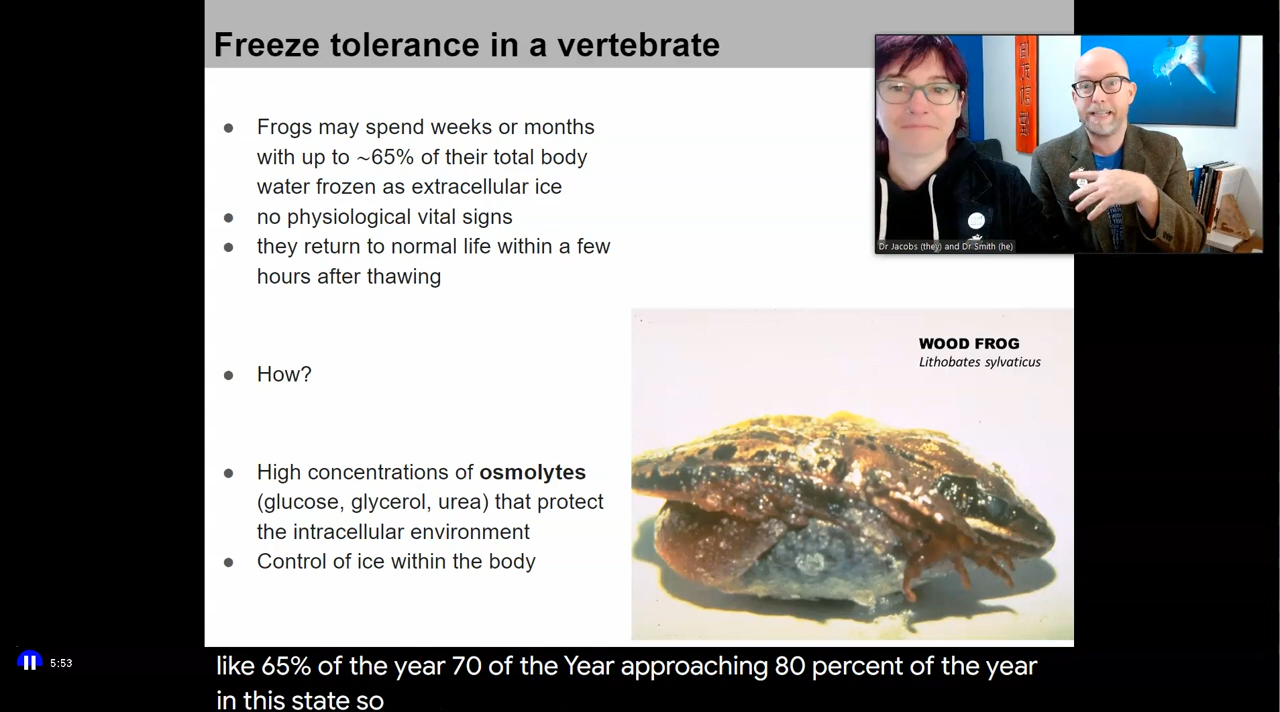 Freeze tolerance in a vertebrate
● Frogs may spend weeks or months
with up to ~65% of their total body
water frozen as extracellular ice
● no physiological vital signs
● they return to normal life within a few
hours after thawing
● How?
● High concentrations of osmolytes
(glucose, glycerol, urea) that protect
the intracellular environment
● Control of ice within the body
Dr Jacobs (they) and Dr Smith (he)
WOOD FROG
Lithobates sylvaticus
5:53
like 65% of the year 70 of the Year approaching 80 percent of the year
in this state so